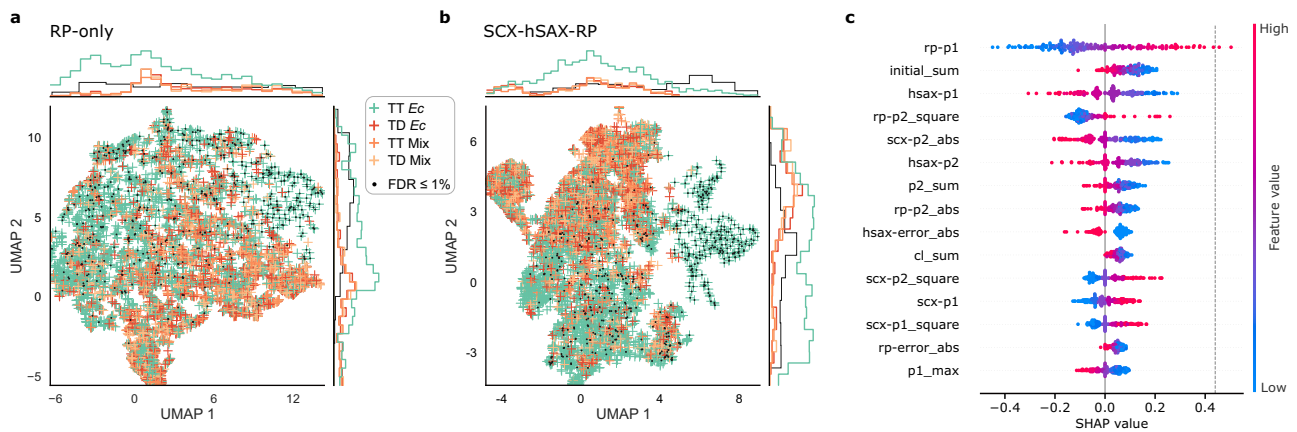 a
RP-only
10
5
0
−5
−6
0
6
12
UMAP 2
UMAP 1
TT Ec
TD Ec
TT Mix
TD Mix
FDR ≤ 1%
b
SCX-hSAX-RP
6
3
0
−3
−4
0
4
8
UMAP 2
UMAP 1
c
rp-p1
initial_sum
hsax-p1
rp-p2_square
scx-p2_abs
hsax-p2
p2_sum
rp-p2_abs
hsax-error_abs
cl_sum
scx-p2_square
scx-p1
scx-p1_square
rp-error_abs
p1_max
−0.4
−0.2
0.0
0.2
0.4
SHAP value
High
Feature value
Low